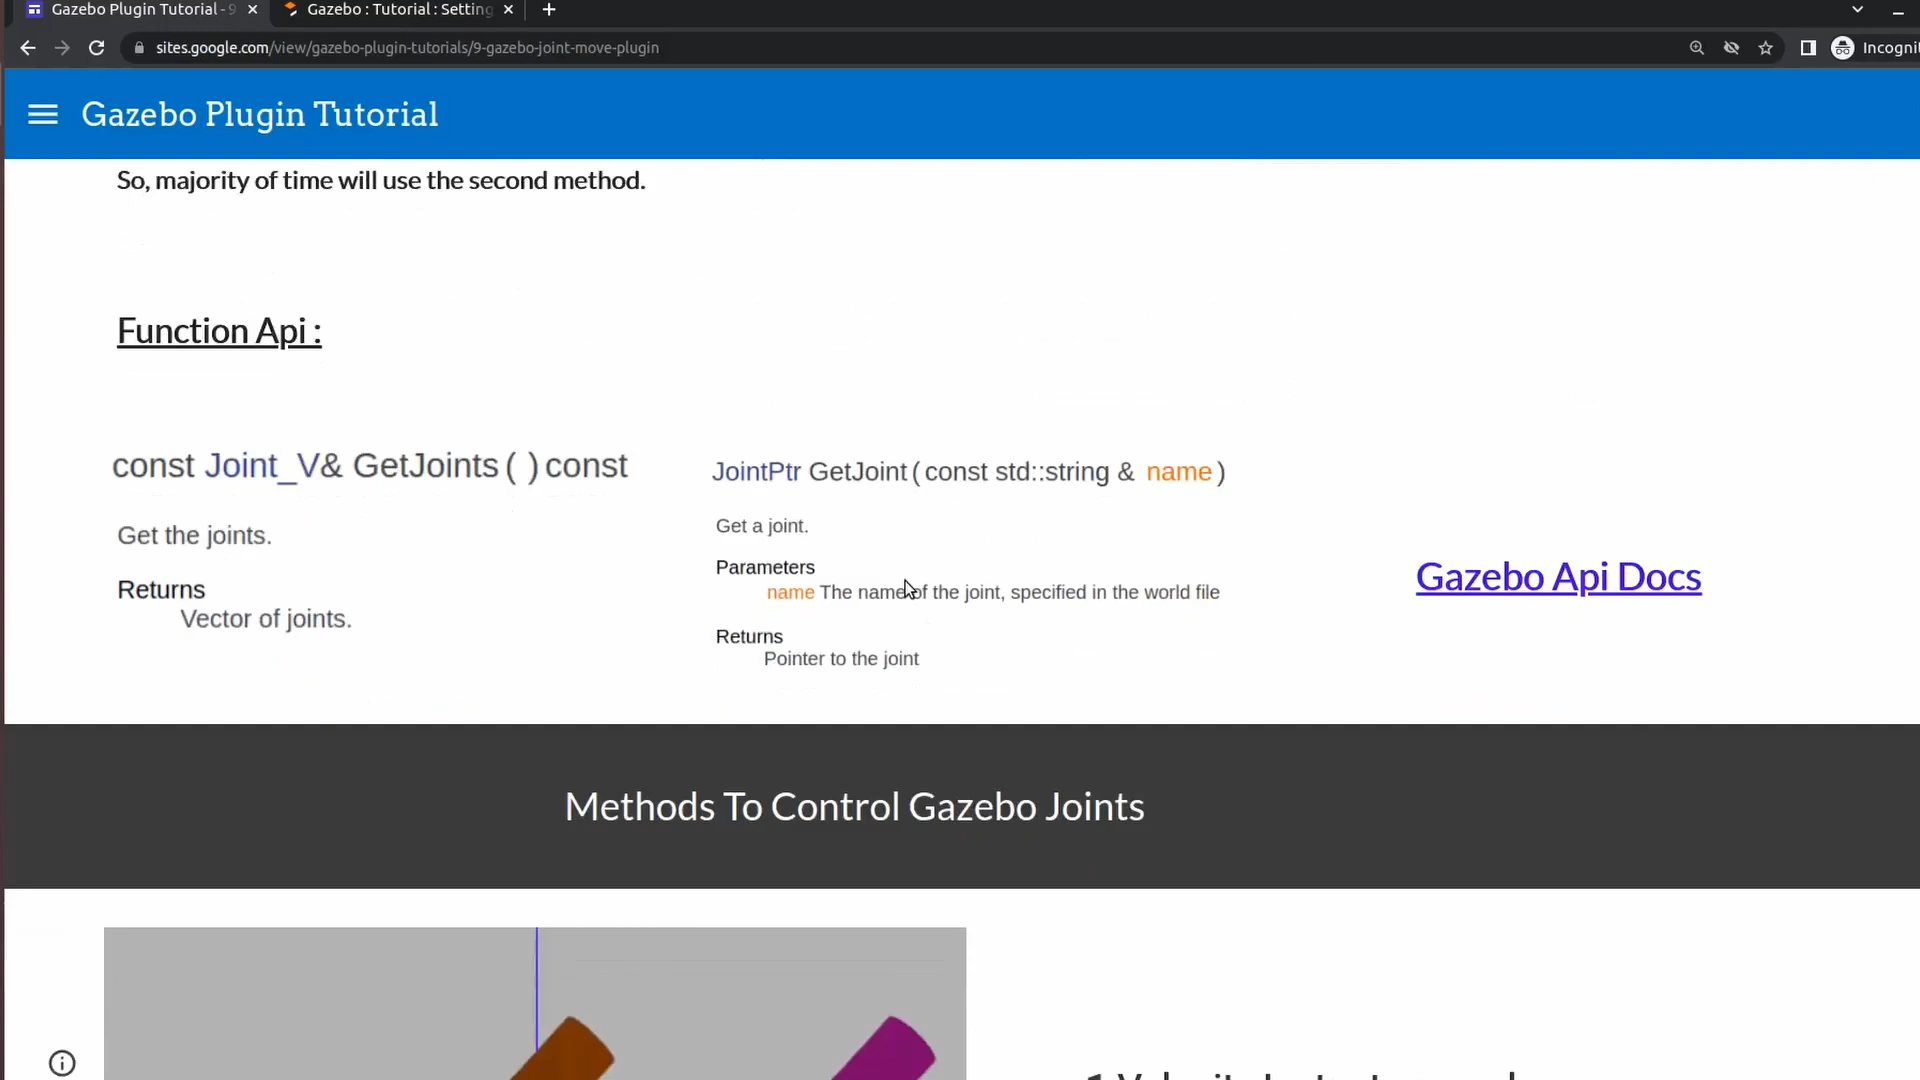 Gazebo Plugin Tutorial - 9
Gazebo : Tutorial : Setting
sites.google.com/view/gazebo-plugin-tutorials/9-gazebo-joint-move-plugin
Incogni
Gazebo Plugin Tutorial
So, majority of time will use the second method.
Function Api :
const Joint_V& GetJoints ( ) const
Get the joints.
Returns
Vector of joints.
JointPtr GetJoint ( const std::string & name )
Get a joint.
Parameters
name The name of the joint, specified in the world file
Returns
Pointer to the joint
Gazebo Api Docs
Methods To Control Gazebo Joints